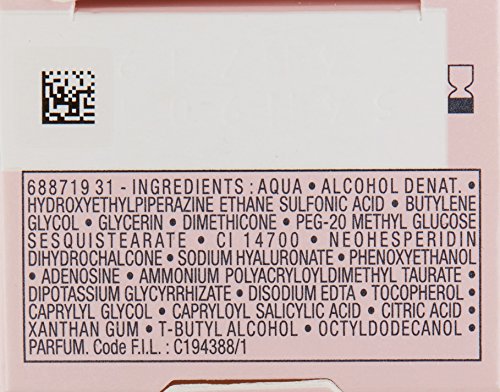 688719 31 - INGREDIENTS : AQUA • ALCOHOL DENAT. •
HYDROXYETHYLPIPERAZINE ETHANE SULFONIC ACID • BUTYLENE
GLYCOL • GLYCERIN • DIMETHICONE • PEG-20 METHYL GLUCOSE
SESQUISTEARATE • CI 14700 • NEOHESPERIDIN
DIHYDROCHALCONE • SODIUM HYALURONATE • PHENOXYETHANOL
• ADENOSINE • AMMONIUM POLYACRYLOYLDIMETHYL TAURATE •
DIPOTASSIUM GLYCYRRHIZATE • DISODIUM EDTA • TOCOPHEROL •
CAPRYLYL GLYCOL • CAPRYLOYL SALICYLIC ACID • CITRIC ACID •
XANTHAN GUM • T-BUTYL ALCOHOL • OCTYLDODECANOL •
PARFUM. Code F.I.L. : C194388/1